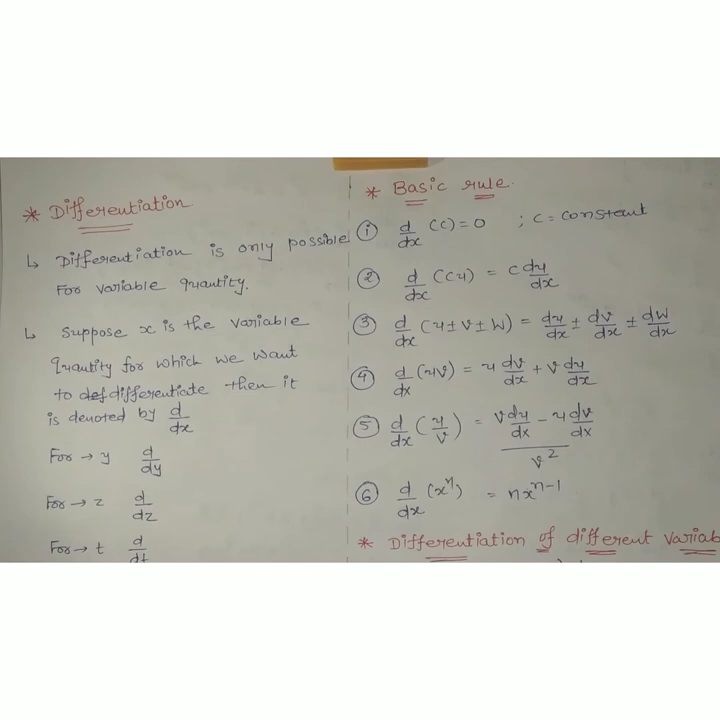 * Differentiation
↳ Differentiation is only possible
For variable quantity.
↳ Suppose x is the variable
quantity for which we want
to def differentiate then it
is denoted by d/dx
For → y d/dy
For → z d/dz
For → t d/dt
* Basic rule.
① d/dx (c) = 0 ; c = constant
② d/dx (cu) = c du/dx
③ d/dx (u ± v ± w) = du/dx ± dv/dx ± dw/dx
④ d/dx (uv) = u dv/dx + v du/dx
⑤ d/dx (u/v) = (v du/dx - u dv/dx) / v²
⑥ d/dx (xⁿ) = nxⁿ⁻¹
* Differentiation of different variab